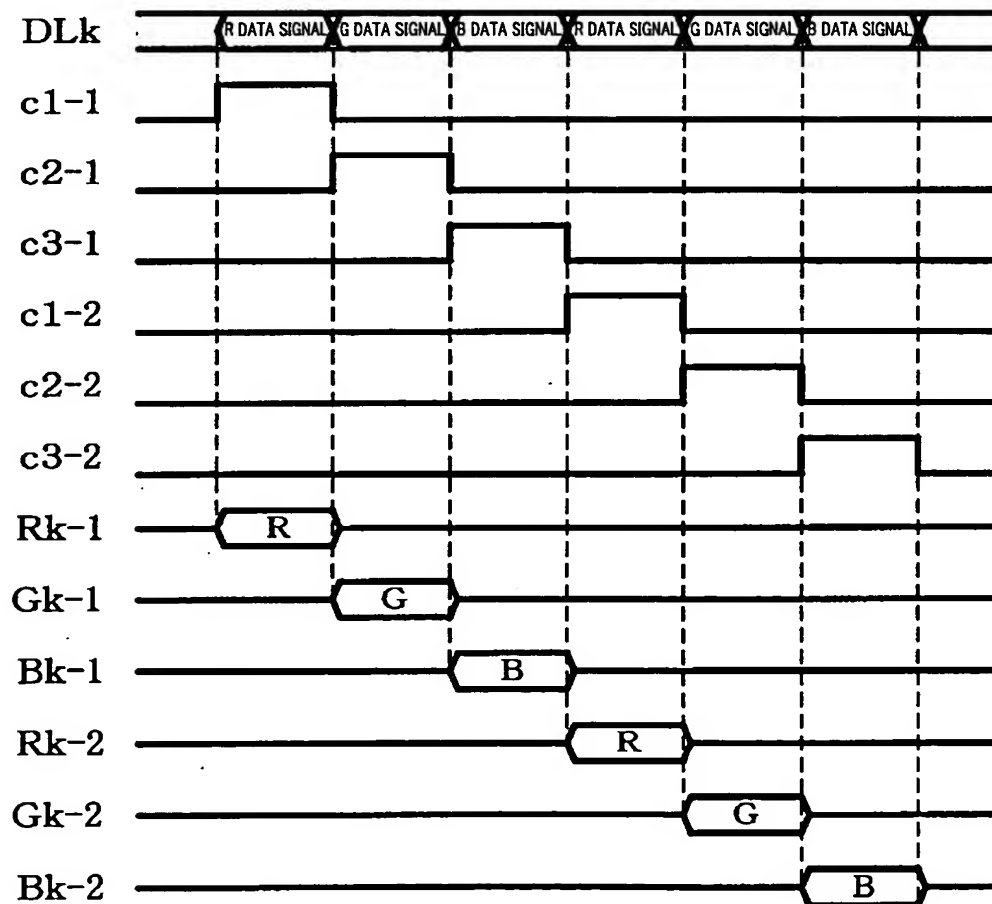 DLk R DATA SIGNAL G DATA SIGNAL B DATA SIGNAL R DATA SIGNAL G DATA SIGNAL B DATA SIGNAL
c1-1
c2-1
c3-1
c1-2
c2-2
c3-2
Rk-1 R
Gk-1 G
Bk-1 B
Rk-2 R
Gk-2 G
Bk-2 B